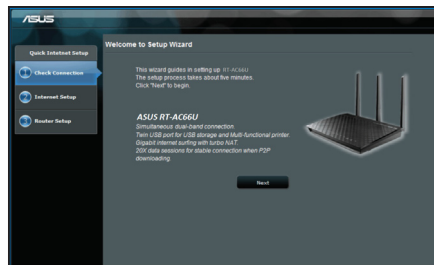 ASUS
Quick Internet Setup
1 Check Connection
2 Internet Setup
3 Router Setup
Welcome to Setup Wizard
This wizard guides in setting up RT-AC66U
The setup process takes about five minutes.
Click "Next" to begin.
ASUS RT-AC66U
Simultaneous dual-band connection.
Twin USB port for USB storage and Multi-functional printer.
Gigabit internet surfing with turbo NAT.
20X data sessions for stable connection when P2P
downloading.
Next